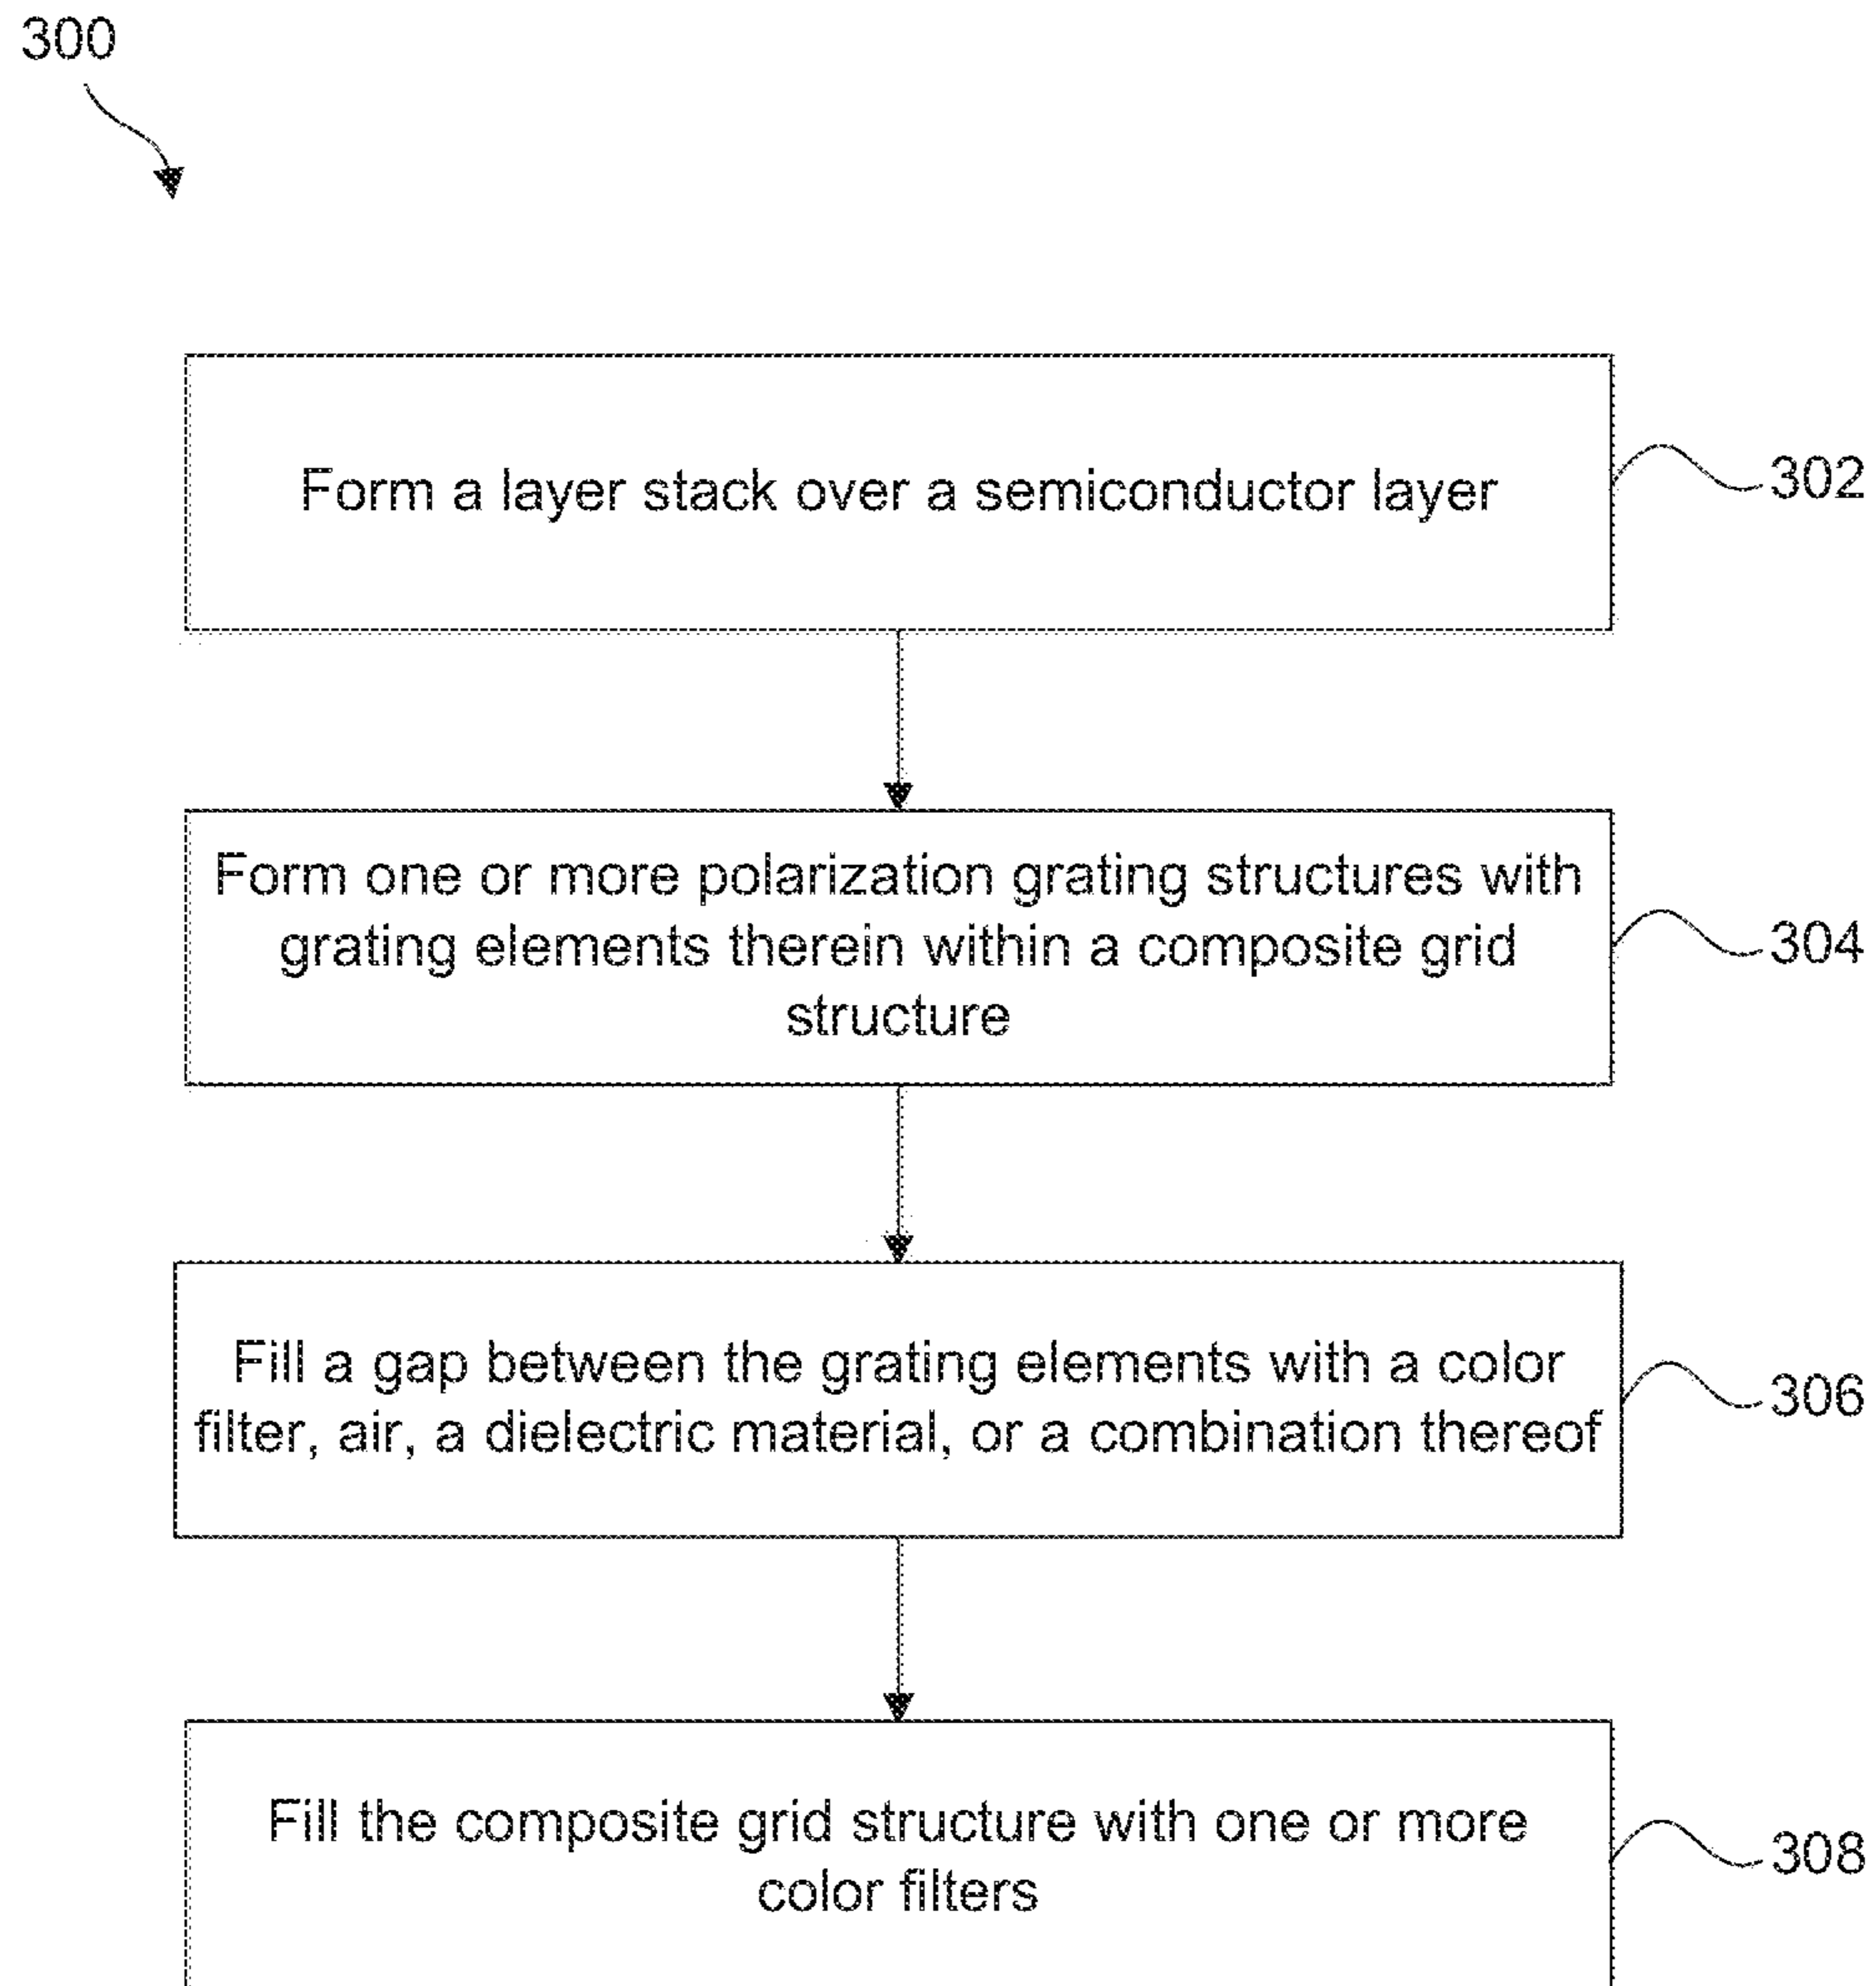 300
Form a layer stack over a semiconductor layer
302
Form one or more polarization grating structures with
grating elements therein within a composite grid
structure
304
Fill a gap between the grating elements with a color
filter, air, a dielectric material, or a combination thereof
306
Fill the composite grid structure with one or more
color filters
308